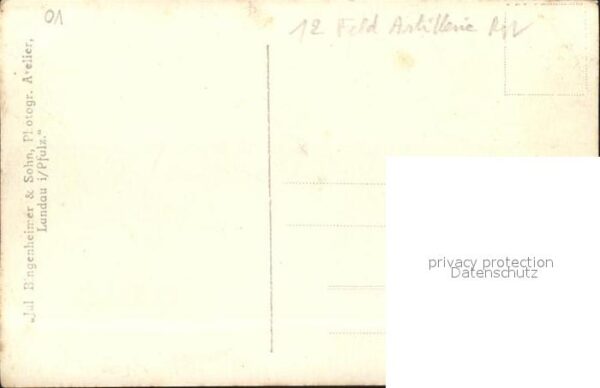 01
12 Feld Artillerie Rgt
„Jul Bingenheimer & Sohn, Photogr. Atelier,
Landau i/Pfalz.“
privacy protection
Datenschutz